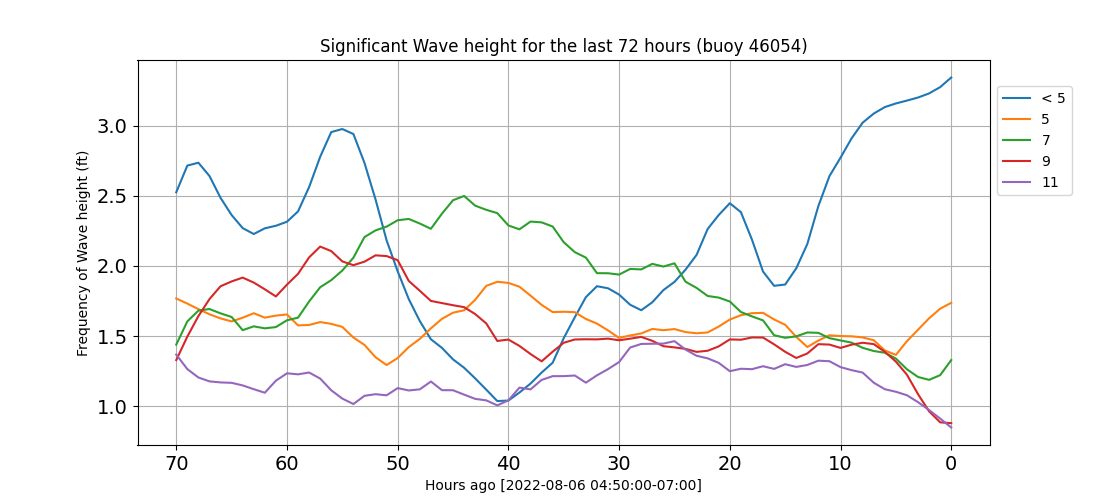 Significant Wave height for the last 72 hours (buoy 46054)
Frequency of Wave height (ft)
3.0
2.5
2.0
1.5
1.0
70 60 50 40 30 20 10 0
Hours ago [2022-08-06 04:50:00-07:00]
< 5
5
7
9
11